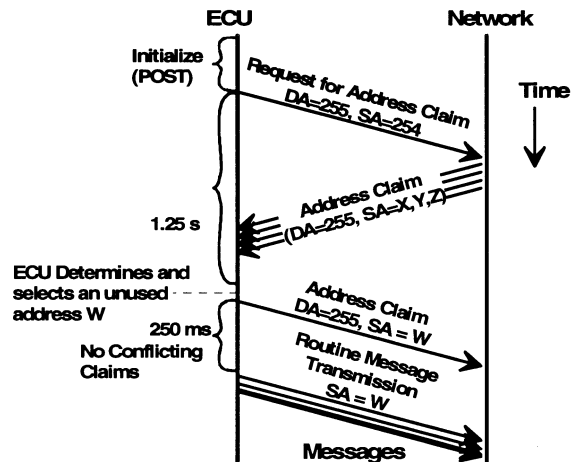 ECU
Network
Initialize
(POST)
Request for Address Claim
DA=255, SA=254
Time
Address Claim
(DA=255, SA=X,Y,Z)
1.25 s
ECU Determines and
selects an unused
address W
Address Claim
DA=255, SA = W
250 ms
No Conflicting
Claims
Routine Message
Transmission
SA = W
Messages